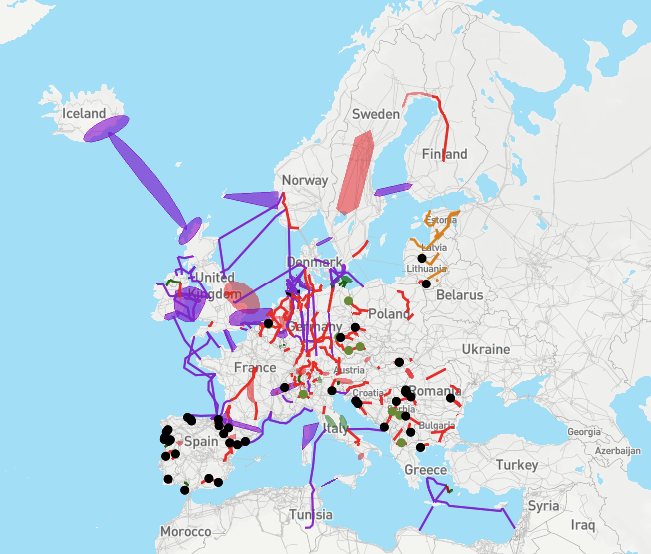 Iceland
Sweden
Finland
Norway
Estonia
Latvia
Denmark
Lithuania
United
Kingdom
Belarus
Poland
Germany
Ukraine
France
Austria
Croatia
Romania
Serbia
Bulgaria
Italy
Spain
Georgia
Azerbaijan
Greece
Turkey
Syria
Tunisia
Iraq
Morocco